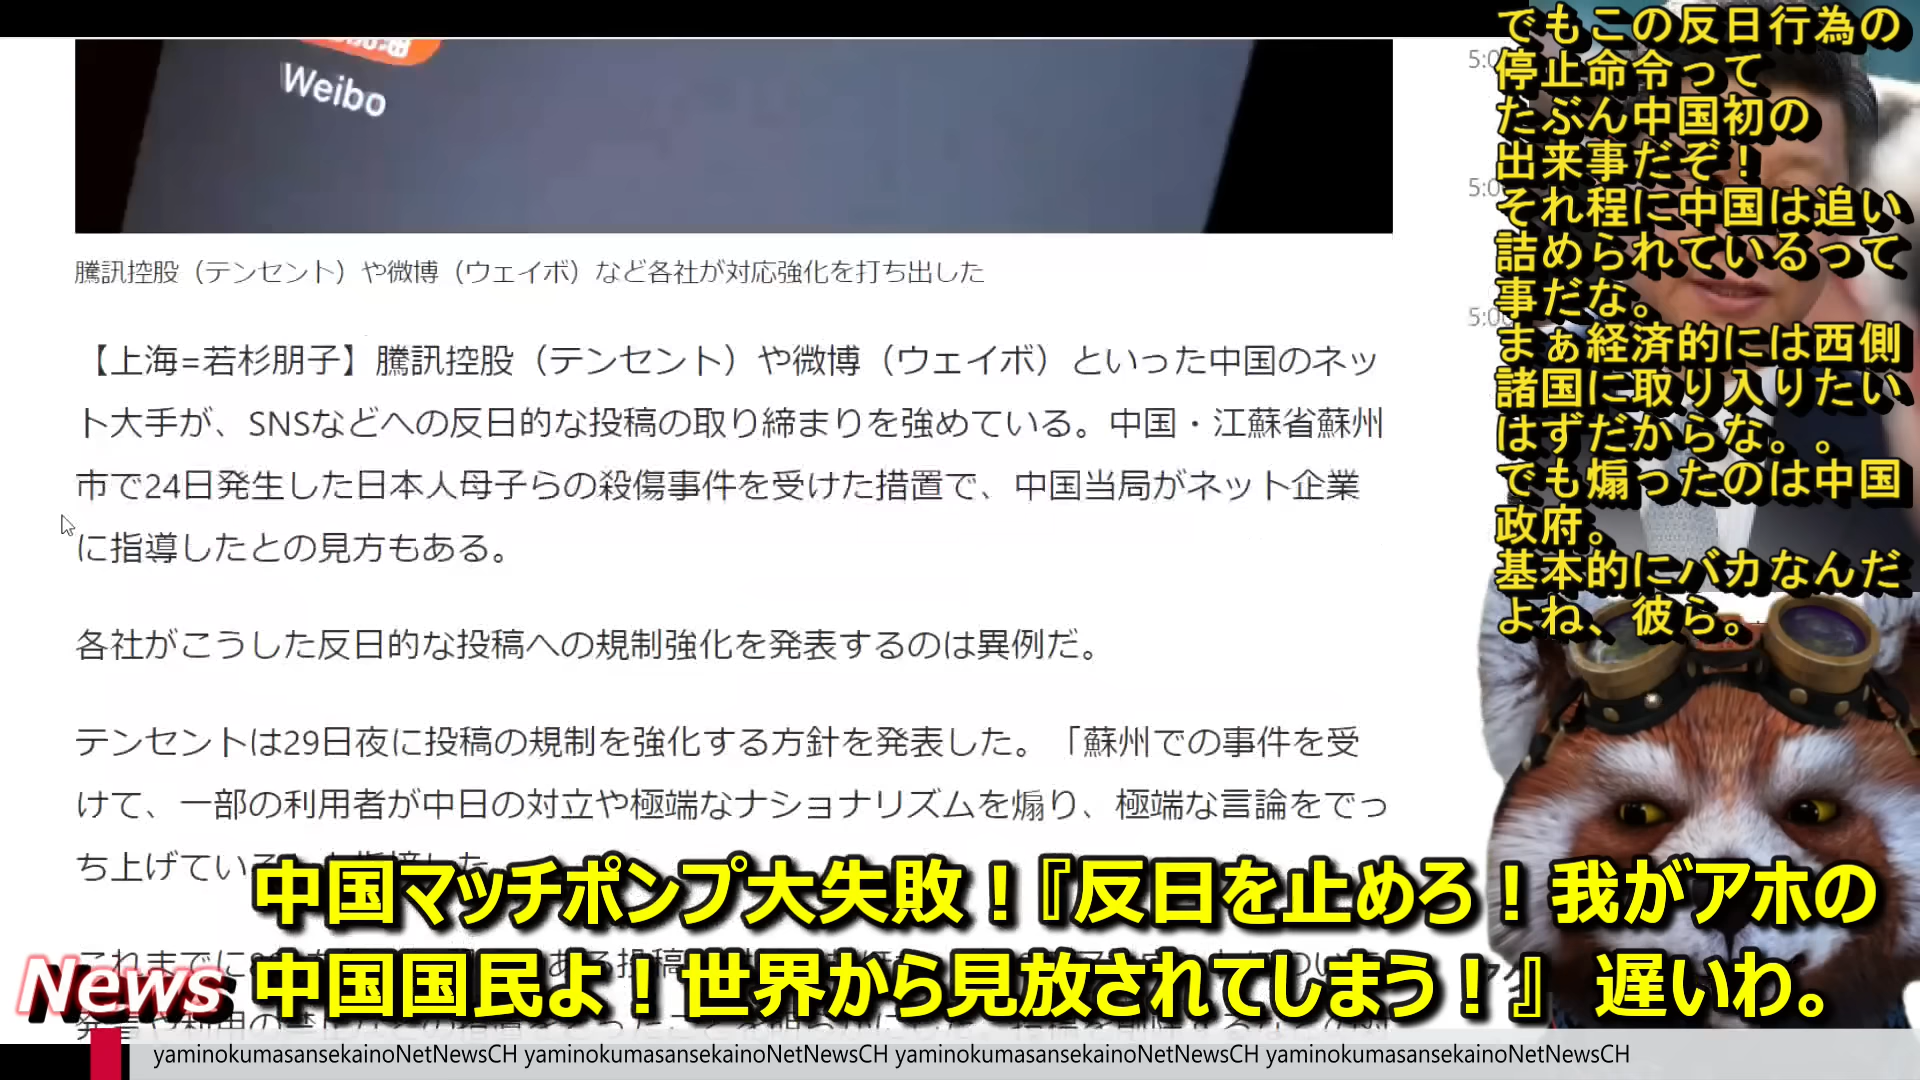 Weibo
騰訊控股（テンセント）や微博（ウェイボ）など各社が対応強化を打ち出した
【上海=若杉朋子】騰訊控股（テンセント）や微博（ウェイボ）といった中国のネッ
ト大手が、SNSなどへの反日的な投稿の取り締まりを強めている。中国・江蘇省蘇州
市で24日発生した日本人母子らの殺傷事件を受けた措置で、中国当局がネット企業
に指導したとの見方もある。
各社がこうした反日的な投稿への規制強化を発表するのは異例だ。
テンセントは29日夜に投稿の規制を強化する方針を発表した。「蘇州での事件を受
けて、一部の利用者が中日の対立や極端なナショナリズムを煽り、極端な言論をでっ
ち上げてい
でもこの反日行為の
停止命令って
たぶん中国初の
出来事だぞ！
それ程に中国は追い
詰められているって
事だな。
まぁ経済的には西側
諸国に取り入りたい
はずだからな。。
でも煽ったのは中国
政府。
基本的にバカなんだ
よね、彼ら。
中国マッチポンプ大失敗！『反日を止めろ！我がアホの
中国国民よ！世界から見放されてしまう！』 遅いわ。
News
yaminokumasansekainoNetNewsCH yaminokumasansekainoNetNewsCH yaminokumasansekainoNetNewsCH yaminokumasansekainoNetNewsCH